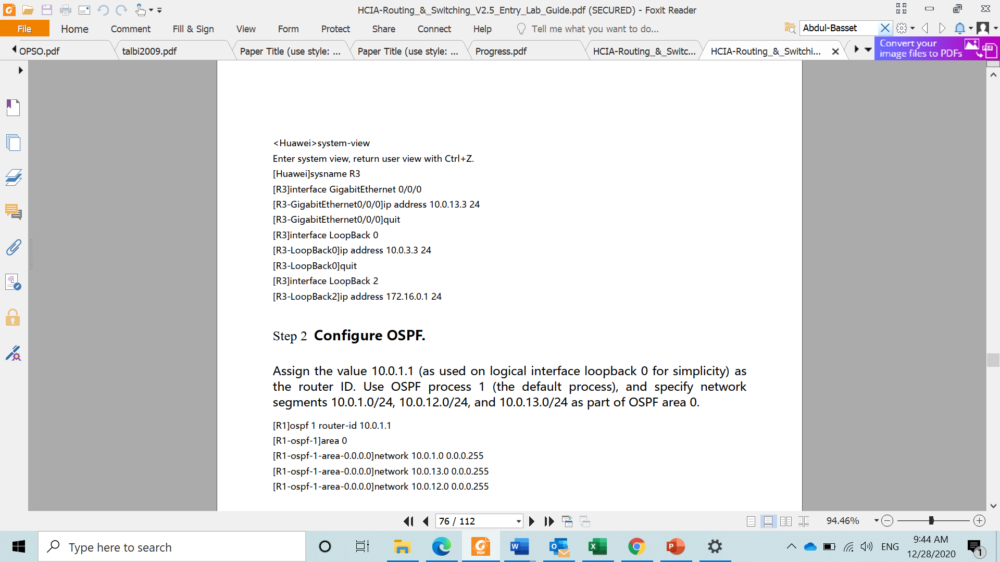 HCIA-Routing_&_Switching_V2.5_Entry_Lab_Guide.pdf (SECURED) - Foxit Reader
File Home Comment Fill & Sign View Form Protect Share Connect Help Tell me what you want to do... Abdul-Basset
OPSO.pdf talbi2009.pdf Paper Title (use style: ... Paper Title (use style: ... Progress.pdf HCIA-Routing_&_Switc... HCIA-Routing_&_Switchi...
Convert your
image files to PDFs
PDF
<Huawei>system-view
Enter system view, return user view with Ctrl+Z.
[Huawei]sysname R3
[R3]interface GigabitEthernet 0/0/0
[R3-GigabitEthernet0/0/0]ip address 10.0.13.3 24
[R3-GigabitEthernet0/0/0]quit
[R3]interface LoopBack 0
[R3-LoopBack0]ip address 10.0.3.3 24
[R3-LoopBack0]quit
[R3]interface LoopBack 2
[R3-LoopBack2]ip address 172.16.0.1 24
Step 2 Configure OSPF.
Assign the value 10.0.1.1 (as used on logical interface loopback 0 for simplicity) as
the router ID. Use OSPF process 1 (the default process), and specify network
segments 10.0.1.0/24, 10.0.12.0/24, and 10.0.13.0/24 as part of OSPF area 0.
[R1]ospf 1 router-id 10.0.1.1
[R1-ospf-1]area 0
[R1-ospf-1-area-0.0.0.0]network 10.0.1.0 0.0.0.255
[R1-ospf-1-area-0.0.0.0]network 10.0.13.0 0.0.0.255
[R1-ospf-1-area-0.0.0.0]network 10.0.12.0 0.0.0.255
76 / 112
94.46%
Type here to search
ENG
9:44 AM
12/28/2020
1